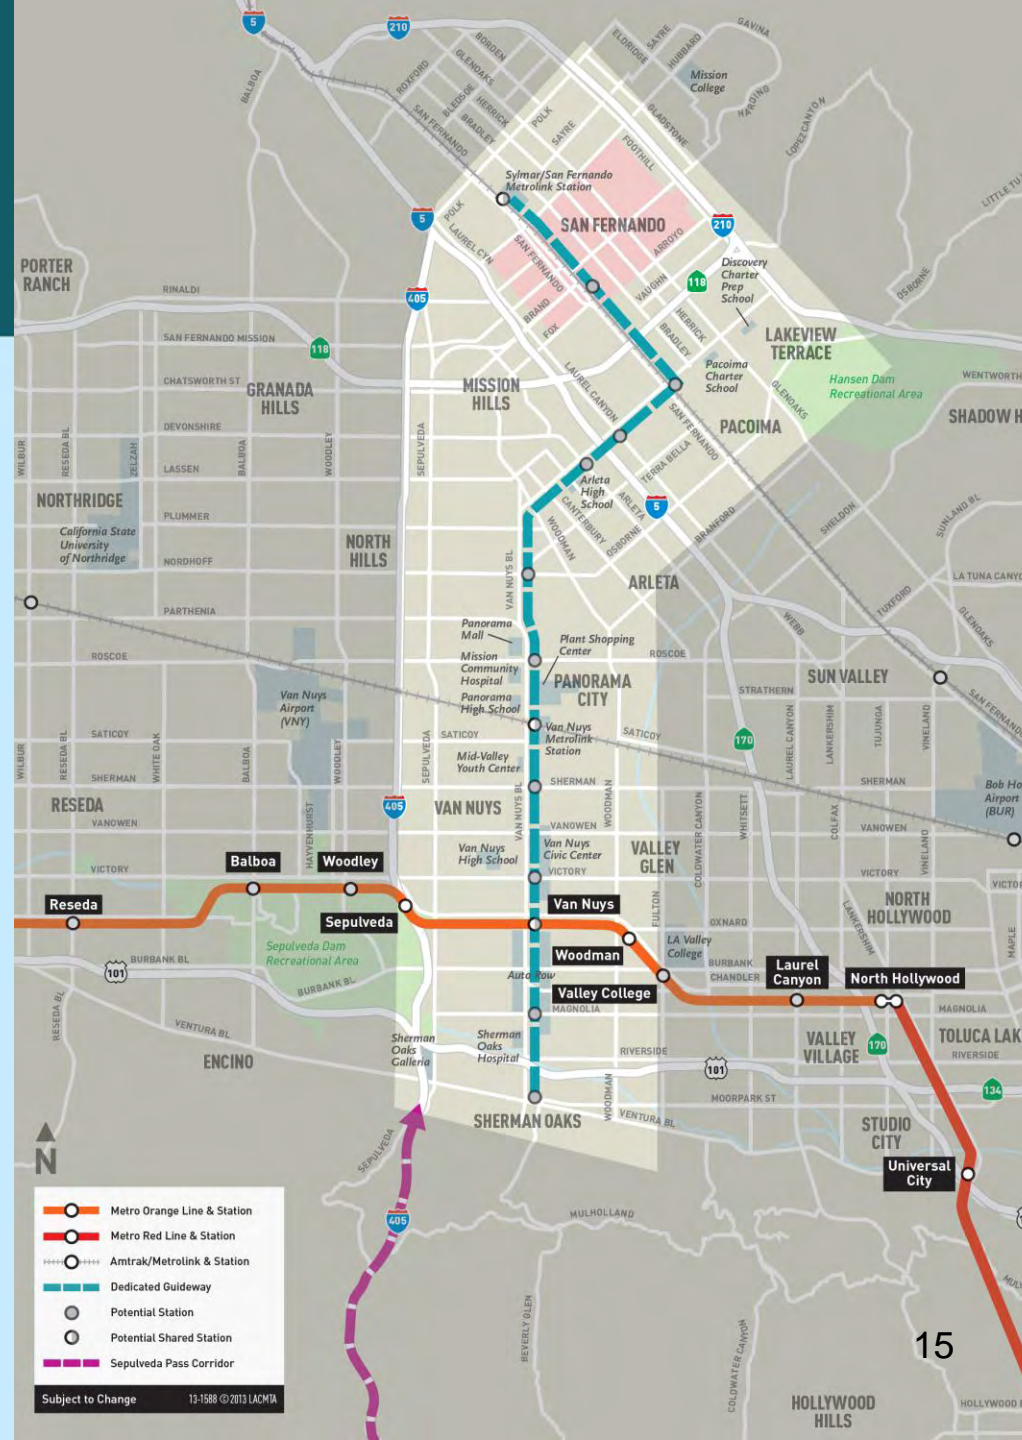 5
210
BORDEN
GLENOAKS
ROXFORD
BLEDSOE
HERRICK
BRADLEY
SAN FERNANDO
BALBOA
POLK
SAYRE
ELDRIDGE
SAYRE
HUBBARD
GAVINA
Mission
College
HARDING
GLADSTONE
FOOTHILL
LOPEZ CANYON
LITTLE TU
Sylmar/San Fernando
Metrolink Station
SAN FERNANDO
5
POLK
LAUREL CYN
SAN FERNANDO
ARROYO
210
VAUGHN
118
Discovery
Charter
Prep
School
OSBORNE
PORTER
RANCH
RINALDI
405
BRAND
FOX
HERRICK
BRADLEY
LAKEVIEW
TERRACE
SAN FERNANDO MISSION
118
CHATSWORTH ST
GRANADA
HILLS
MISSION
HILLS
LAUREL CANYON
Pacoima
Charter
School
GLENOAKS
Hansen Dam
Recreational Area
WENTWORTH
SHADOW H
DEVONSHIRE
SAN FERNANDO
PACOIMA
WILBUR
RESEDA BL
ZELZAH
BALBOA
WOODLEY
SEPULVEDA
LASSEN
Arleta
High
School
TERRA BELLA
NORTHRIDGE
CANTERBURY
ARLETA
5
PLUMMER
California State
University
of Northridge
WOODMAN
OSBORNE
BRANFORD
SHELDON
SUNLAND BL
NORTH
HILLS
NORDHOFF
VAN NUYS BL
ARLETA
LA TUNA CANYO
PARTHENIA
TUXFORD
GLENOAKS
WEBB
Panorama
Mall
Plant Shopping
Center
ROSCOE
Mission
Community
Hospital
ROSCOE
PANORAMA
CITY
SUN VALLEY
STRATHERN
Van Nuys
Airport
(VNY)
Panorama
High School
SAN FERNANDO
SATICOY
SATICOY
Van Nuys
Metrolink
Station
SATICOY
170
LAUREL CANYON
LANKERSHIM
TUJUNGA
VINELAND
WILBUR
RESEDA BL
WHITE OAK
BALBOA
WOODLEY
SEPULVEDA
Mid-Valley
Youth Center
SHERMAN
SHERMAN
SHERMAN
RESEDA
405
VAN NUYS
VAN NUYS BL
WOODMAN
COLDWATER CANYON
WHITSETT
COLFAX
Bob Ho
Airport
(BUR)
VANOWEN
HAYVENHURST
VANOWEN
VANOWEN
VINELAND
Van Nuys
High School
Van Nuys
Civic Center
VALLEY
GLEN
VICTORY
Balboa
Woodley
VICTORY
VICTORY
VICTO
Reseda
Sepulveda
Van Nuys
FULTON
OXNARD
LANKERSHIM
NORTH
HOLLYWOOD
MAPLE
Sepulveda Dam
Recreational Area
Woodman
LA Valley
College
BURBANK BL
101
BURBANK
CHANDLER
Laurel
Canyon
North Hollywood
Auto Row
BURBANK BL
Valley College
MAGNOLIA
MAGNOLIA
RESEDA BL
VENTURA BL
Sherman
Oaks
Galleria
Sherman
Oaks
Hospital
RIVERSIDE
101
VALLEY
VILLAGE
170
TOLUCA LAK
RIVERSIDE
ENCINO
134
WOODMAN
MOORPARK ST
SHERMAN OAKS
VENTURA BL
STUDIO
CITY
SEPULVEDA
Universal
City
N
405
MULHOLLAND
Metro Orange Line & Station
Metro Red Line & Station
Amtrak/Metrolink & Station
Dedicated Guideway
Potential Station
Potential Shared Station
Sepulveda Pass Corridor
BEVERLY GLEN
COLDWATER CANYON
15
Subject to Change
13-1588 ©2013 LACMTA
HOLLYWOOD
HILLS
HOLLYWOOD